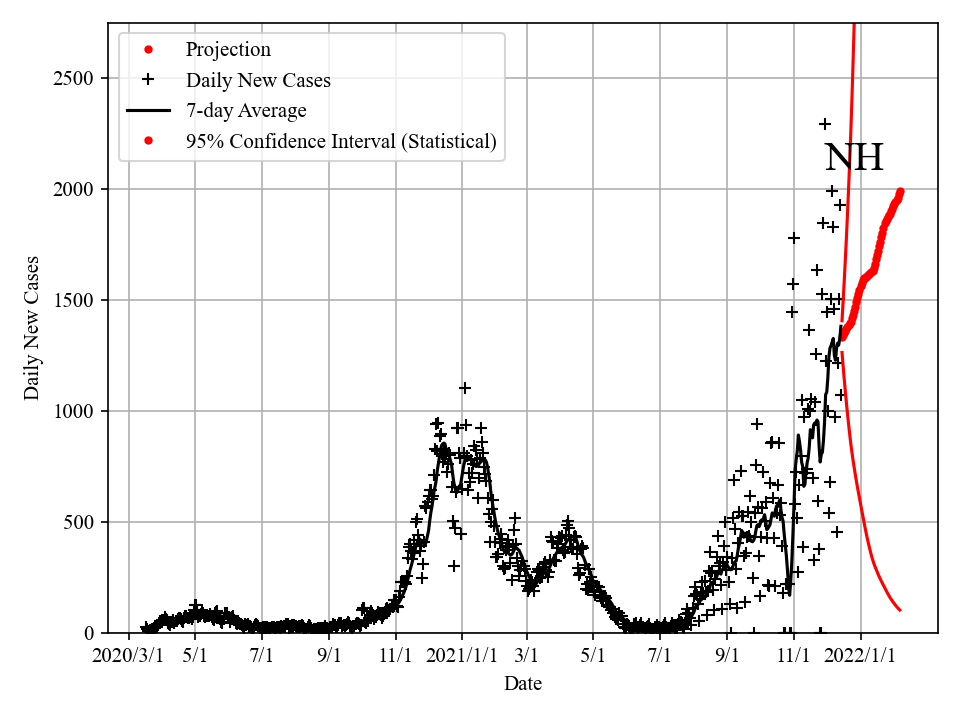 Projection
Daily New Cases
7-day Average
95% Confidence Interval (Statistical)
NH
2500
2000
1500
1000
500
0
Daily New Cases
2020/3/1 5/1 7/1 9/1 11/1 2021/1/1 3/1 5/1 7/1 9/1 11/1 2022/1/1
Date